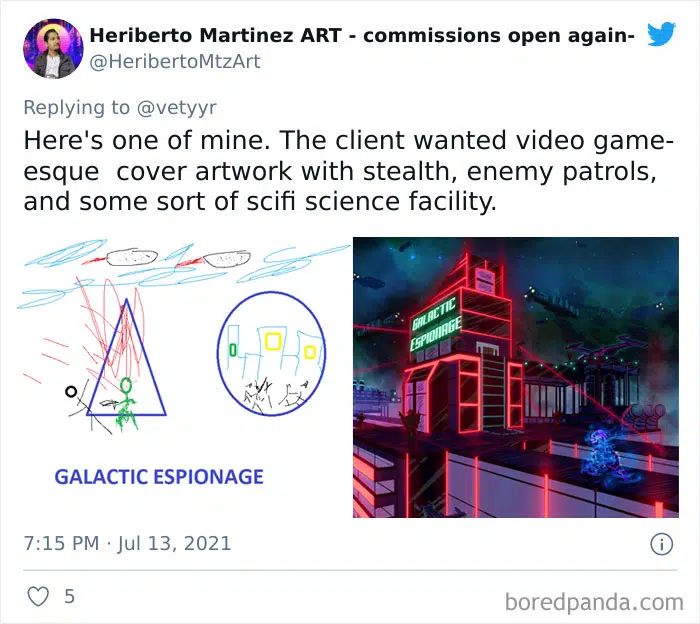 Heriberto Martinez ART - commissions open again-
@HeribertoMtzArt
Replying to @vetyyr
Here's one of mine. The client wanted video game-
esque  cover artwork with stealth, enemy patrols,
and some sort of scifi science facility.
GALACTIC ESPIONAGE
GALACTIC
ESPIONAGE
7:15 PM · Jul 13, 2021
5
boredpanda.com